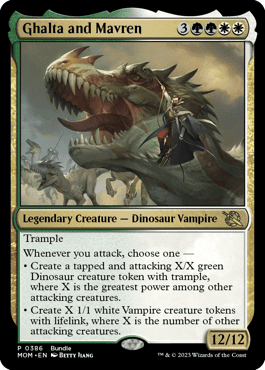 Ghalta and Mavren 3
Legendary Creature — Dinosaur Vampire
Trample
Whenever you attack, choose one —
• Create a tapped and attacking X/X green
Dinosaur creature token with trample,
where X is the greatest power among other
attacking creatures.
• Create X 1/1 white Vampire creature tokens
with lifelink, where X is the number of other
attacking creatures.
12/12
P 0386 Bundle
MOM • EN Betty Jiang
™ & © 2023 Wizards of the Coast